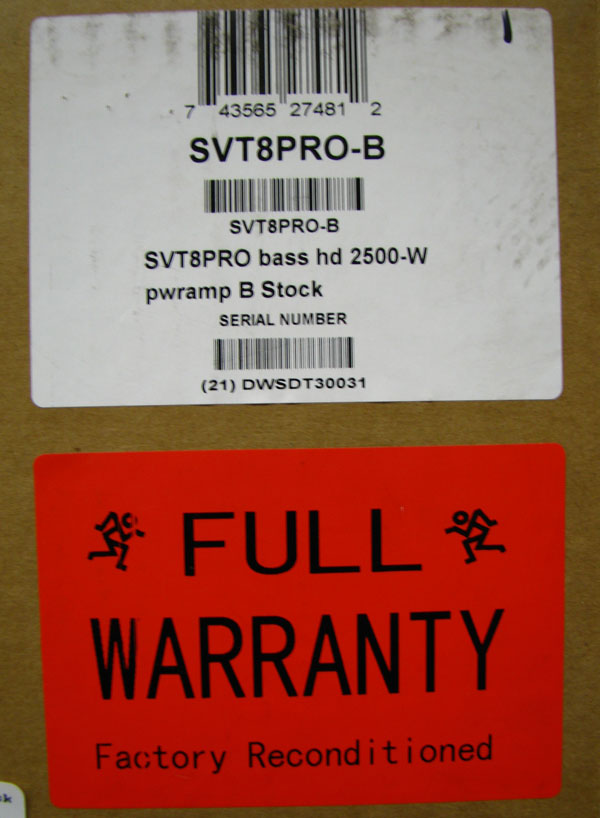 7 43565 27481 2
SVT8PRO-B
SVT8PRO-B
SVT8PRO bass hd 2500-W
pwramp B Stock
SERIAL NUMBER
(21) DWSDT30031
FULL
WARRANTY
Factory Reconditioned